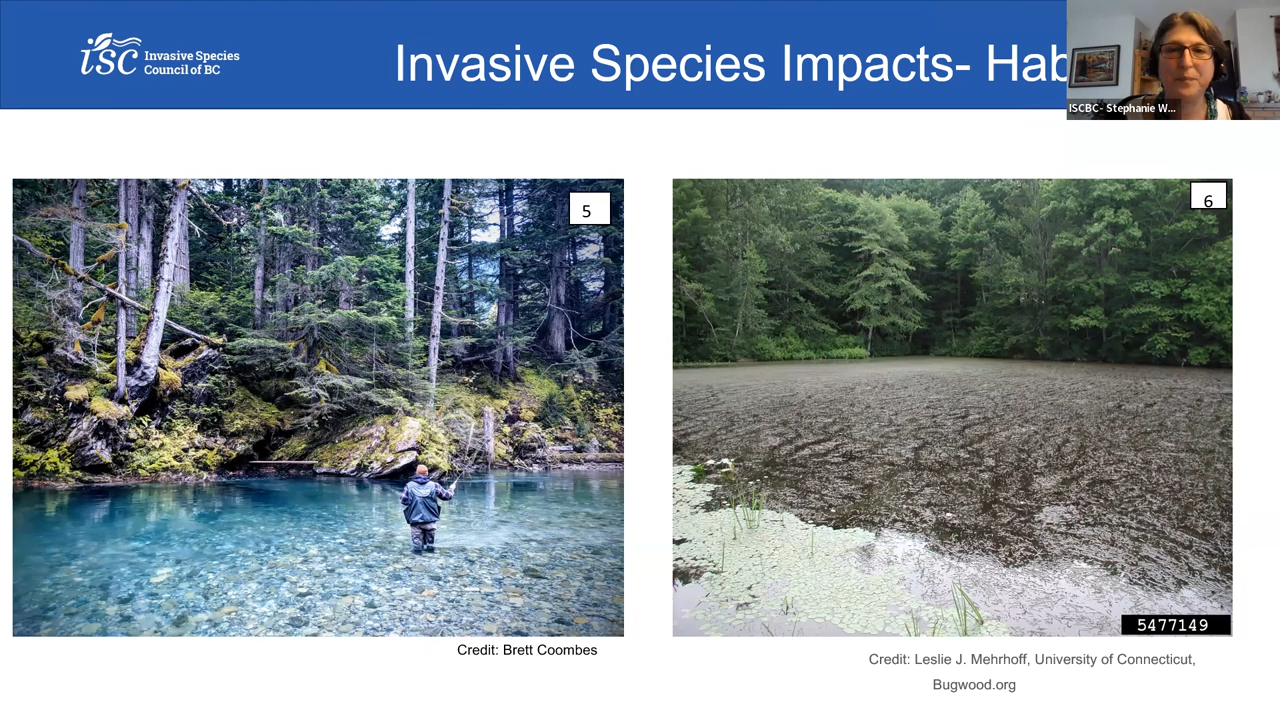 isc Invasive Species
Council of BC
Invasive Species Impacts- Hab
ISCBC- Stephanie W...
5
6
5477149
Credit: Brett Coombes
Credit: Leslie J. Mehrhoff, University of Connecticut,
Bugwood.org